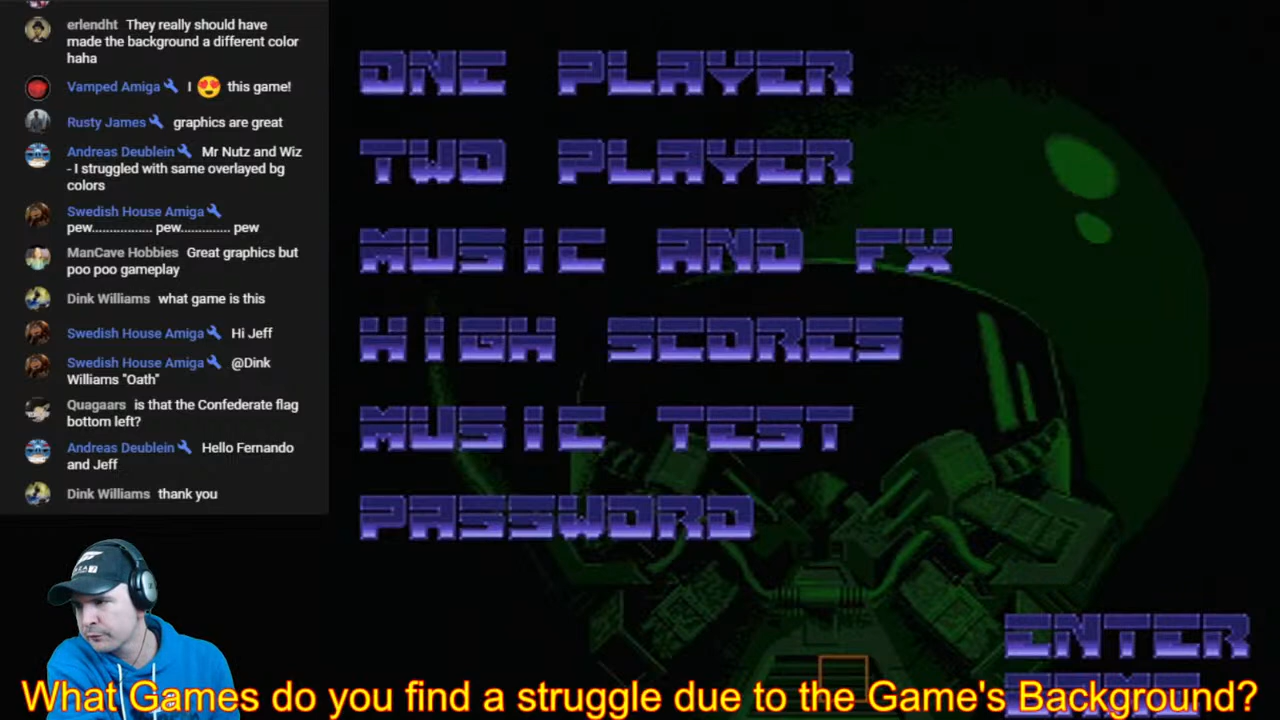 erlendht They really should have
made the background a different color
haha
Vamped Amiga I 😍 this game!
Rusty James graphics are great
Andreas Deublein Mr Nutz and Wiz
- I struggled with same overlayed bg
colors
Swedish House Amiga
pew................. pew.............. pew
ManCave Hobbies Great graphics but
poo poo gameplay
Dink Williams what game is this
Swedish House Amiga Hi Jeff
Swedish House Amiga @Dink
Williams "Oath"
Quagaars is that the Confederate flag
bottom left?
Andreas Deublein Hello Fernando
and Jeff
Dink Williams thank you
ONE PLAYER
TWO PLAYER
MUSIC AND FX
HIGH SCORES
MUSIC TEST
PASSWORD
ENTER
What Games do you find a struggle due to the Game's Background?